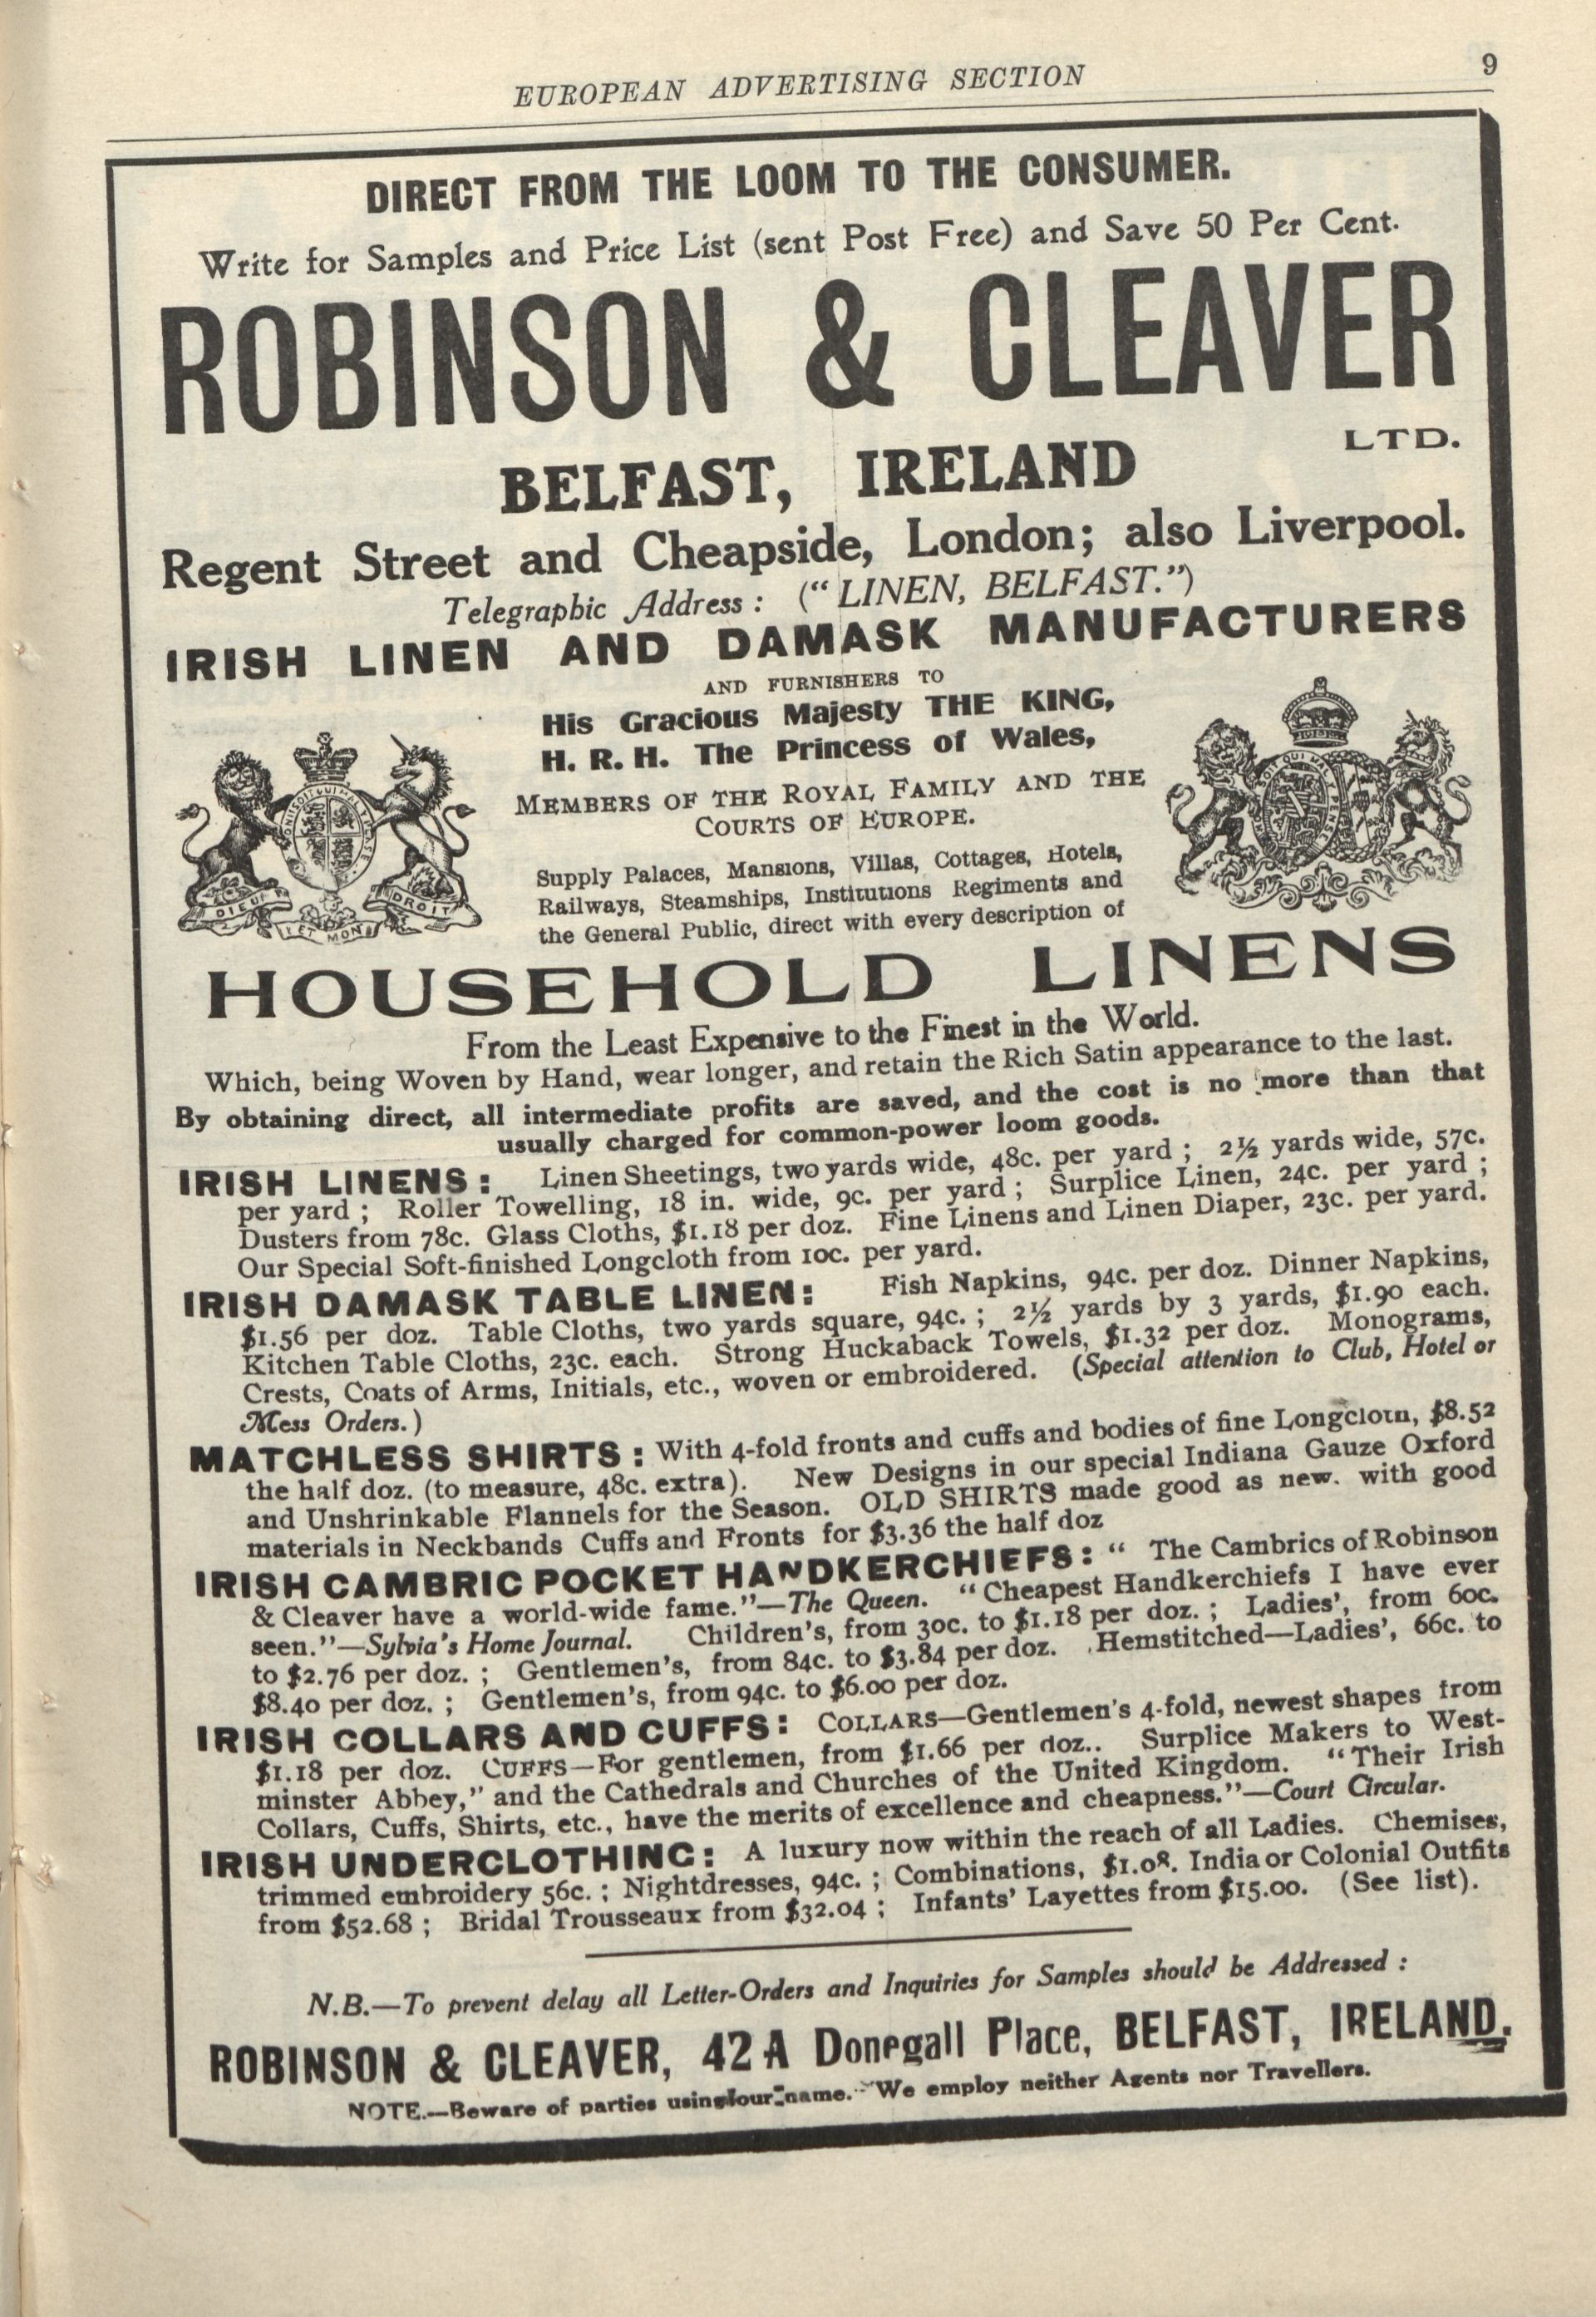 EUROPEAN ADVERTISING SECTION 9
DIRECT FROM THE LOOM TO THE CONSUMER.
Write for Samples and Price List (sent Post Free) and Save 50 Per Cent.
ROBINSON & CLEAVER
LTD.
BELFAST, IRELAND
Regent Street and Cheapside, London; also Liverpool.
Telegraphic Address: ("LINEN, BELFAST.")
IRISH LINEN AND DAMASK MANUFACTURERS
AND FURNISHERS TO
His Gracious Majesty THE KING,
H. R. H. The Princess of Wales,
MEMBERS OF THE ROYAL FAMILY AND THE
COURTS OF EUROPE.
Supply Palaces, Mansions, Villas, Cottages, Hotels,
Railways, Steamships, Institutions Regiments and
the General Public, direct with every description of
DIEU ET MON DROIT
HOUSEHOLD LINENS
From the Least Expensive to the Finest in the World.
Which, being Woven by Hand, wear longer, and retain the Rich Satin appearance to the last.
By obtaining direct, all intermediate profits are saved, and the cost is no more than that
usually charged for common-power loom goods.
IRISH LINENS: Linen Sheetings, two yards wide, 48c. per yard; 2½ yards wide, 57c.
per yard; Roller Towelling, 18 in. wide, 9c. per yard; Surplice Linen, 24c. per yard;
Dusters from 78c. Glass Cloths, $1.18 per doz. Fine Linens and Linen Diaper, 23c. per yard.
Our Special Soft-finished Longcloth from 10c. per yard.
IRISH DAMASK TABLE LINEN: Fish Napkins, 94c. per doz. Dinner Napkins,
$1.56 per doz. Table Cloths, two yards square, 94c.; 2½ yards by 3 yards, $1.90 each.
Kitchen Table Cloths, 23c. each. Strong Huckaback Towels, $1.32 per doz. Monograms,
Crests, Coats of Arms, Initials, etc., woven or embroidered. (Special attention to Club, Hotel or
Mess Orders.)
MATCHLESS SHIRTS: With 4-fold fronts and cuffs and bodies of fine Longcloth, $8.52
the half doz. (to measure, 48c. extra). New Designs in our special Indiana Gauze Oxford
and Unshrinkable Flannels for the Season. OLD SHIRTS made good as new. with good
materials in Neckbands Cuffs and Fronts for $3.36 the half doz
IRISH CAMBRIC POCKET HANDKERCHIEFS: "The Cambrics of Robinson
& Cleaver have a world-wide fame."—The Queen. "Cheapest Handkerchiefs I have ever
seen."—Sylvia's Home Journal. Children's, from 30c. to $1.18 per doz.; Ladies', from 60c.
to $2.76 per doz.; Gentlemen's, from 84c. to $3.84 per doz. Hemstitched—Ladies', 66c. to
$8.40 per doz.; Gentlemen's, from 94c. to $6.00 per doz.
IRISH COLLARS AND CUFFS: COLLARS—Gentlemen's 4-fold, newest shapes from
$1.18 per doz. CUFFS—For gentlemen, from $1.66 per doz.. Surplice Makers to West-
minster Abbey," and the Cathedrals and Churches of the United Kingdom. "Their Irish
Collars, Cuffs, Shirts, etc., have the merits of excellence and cheapness."—Court Circular.
IRISH UNDERCLOTHING: A luxury now within the reach of all Ladies. Chemises,
trimmed embroidery 56c.; Nightdresses, 94c.; Combinations, $1.08. India or Colonial Outfits
from $52.68; Bridal Trousseaux from $32.04; Infants' Layettes from $15.00. (See list).
N.B.—To prevent delay all Letter-Orders and Inquiries for Samples should be Addressed:
ROBINSON & CLEAVER, 42A Donegall Place, BELFAST, IRELAND.
NOTE.—Beware of parties using our name. We employ neither Agents nor Travellers.